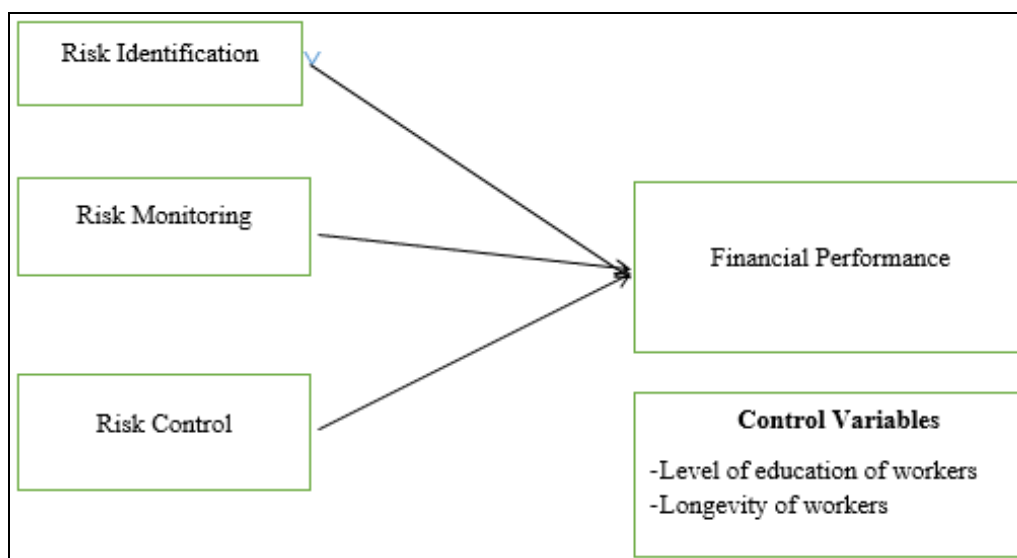 Risk Identification
Risk Monitoring
Financial Performance
Risk Control
Control Variables
-Level of education of workers
-Longevity of workers